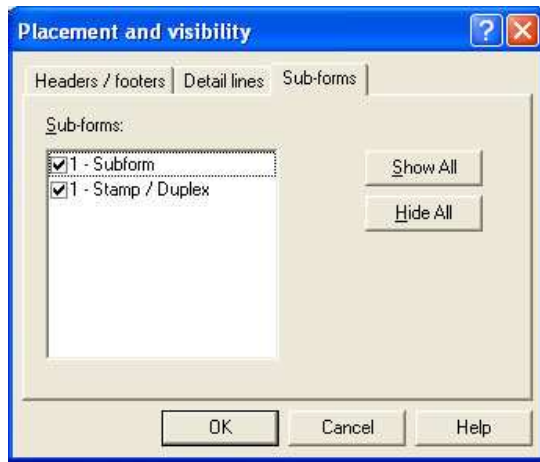 Placement and visibility
Headers / footers Detail lines Sub-forms
Sub-forms:
1 - Subform
1 - Stamp / Duplex
Show All
Hide All
OK Cancel Help